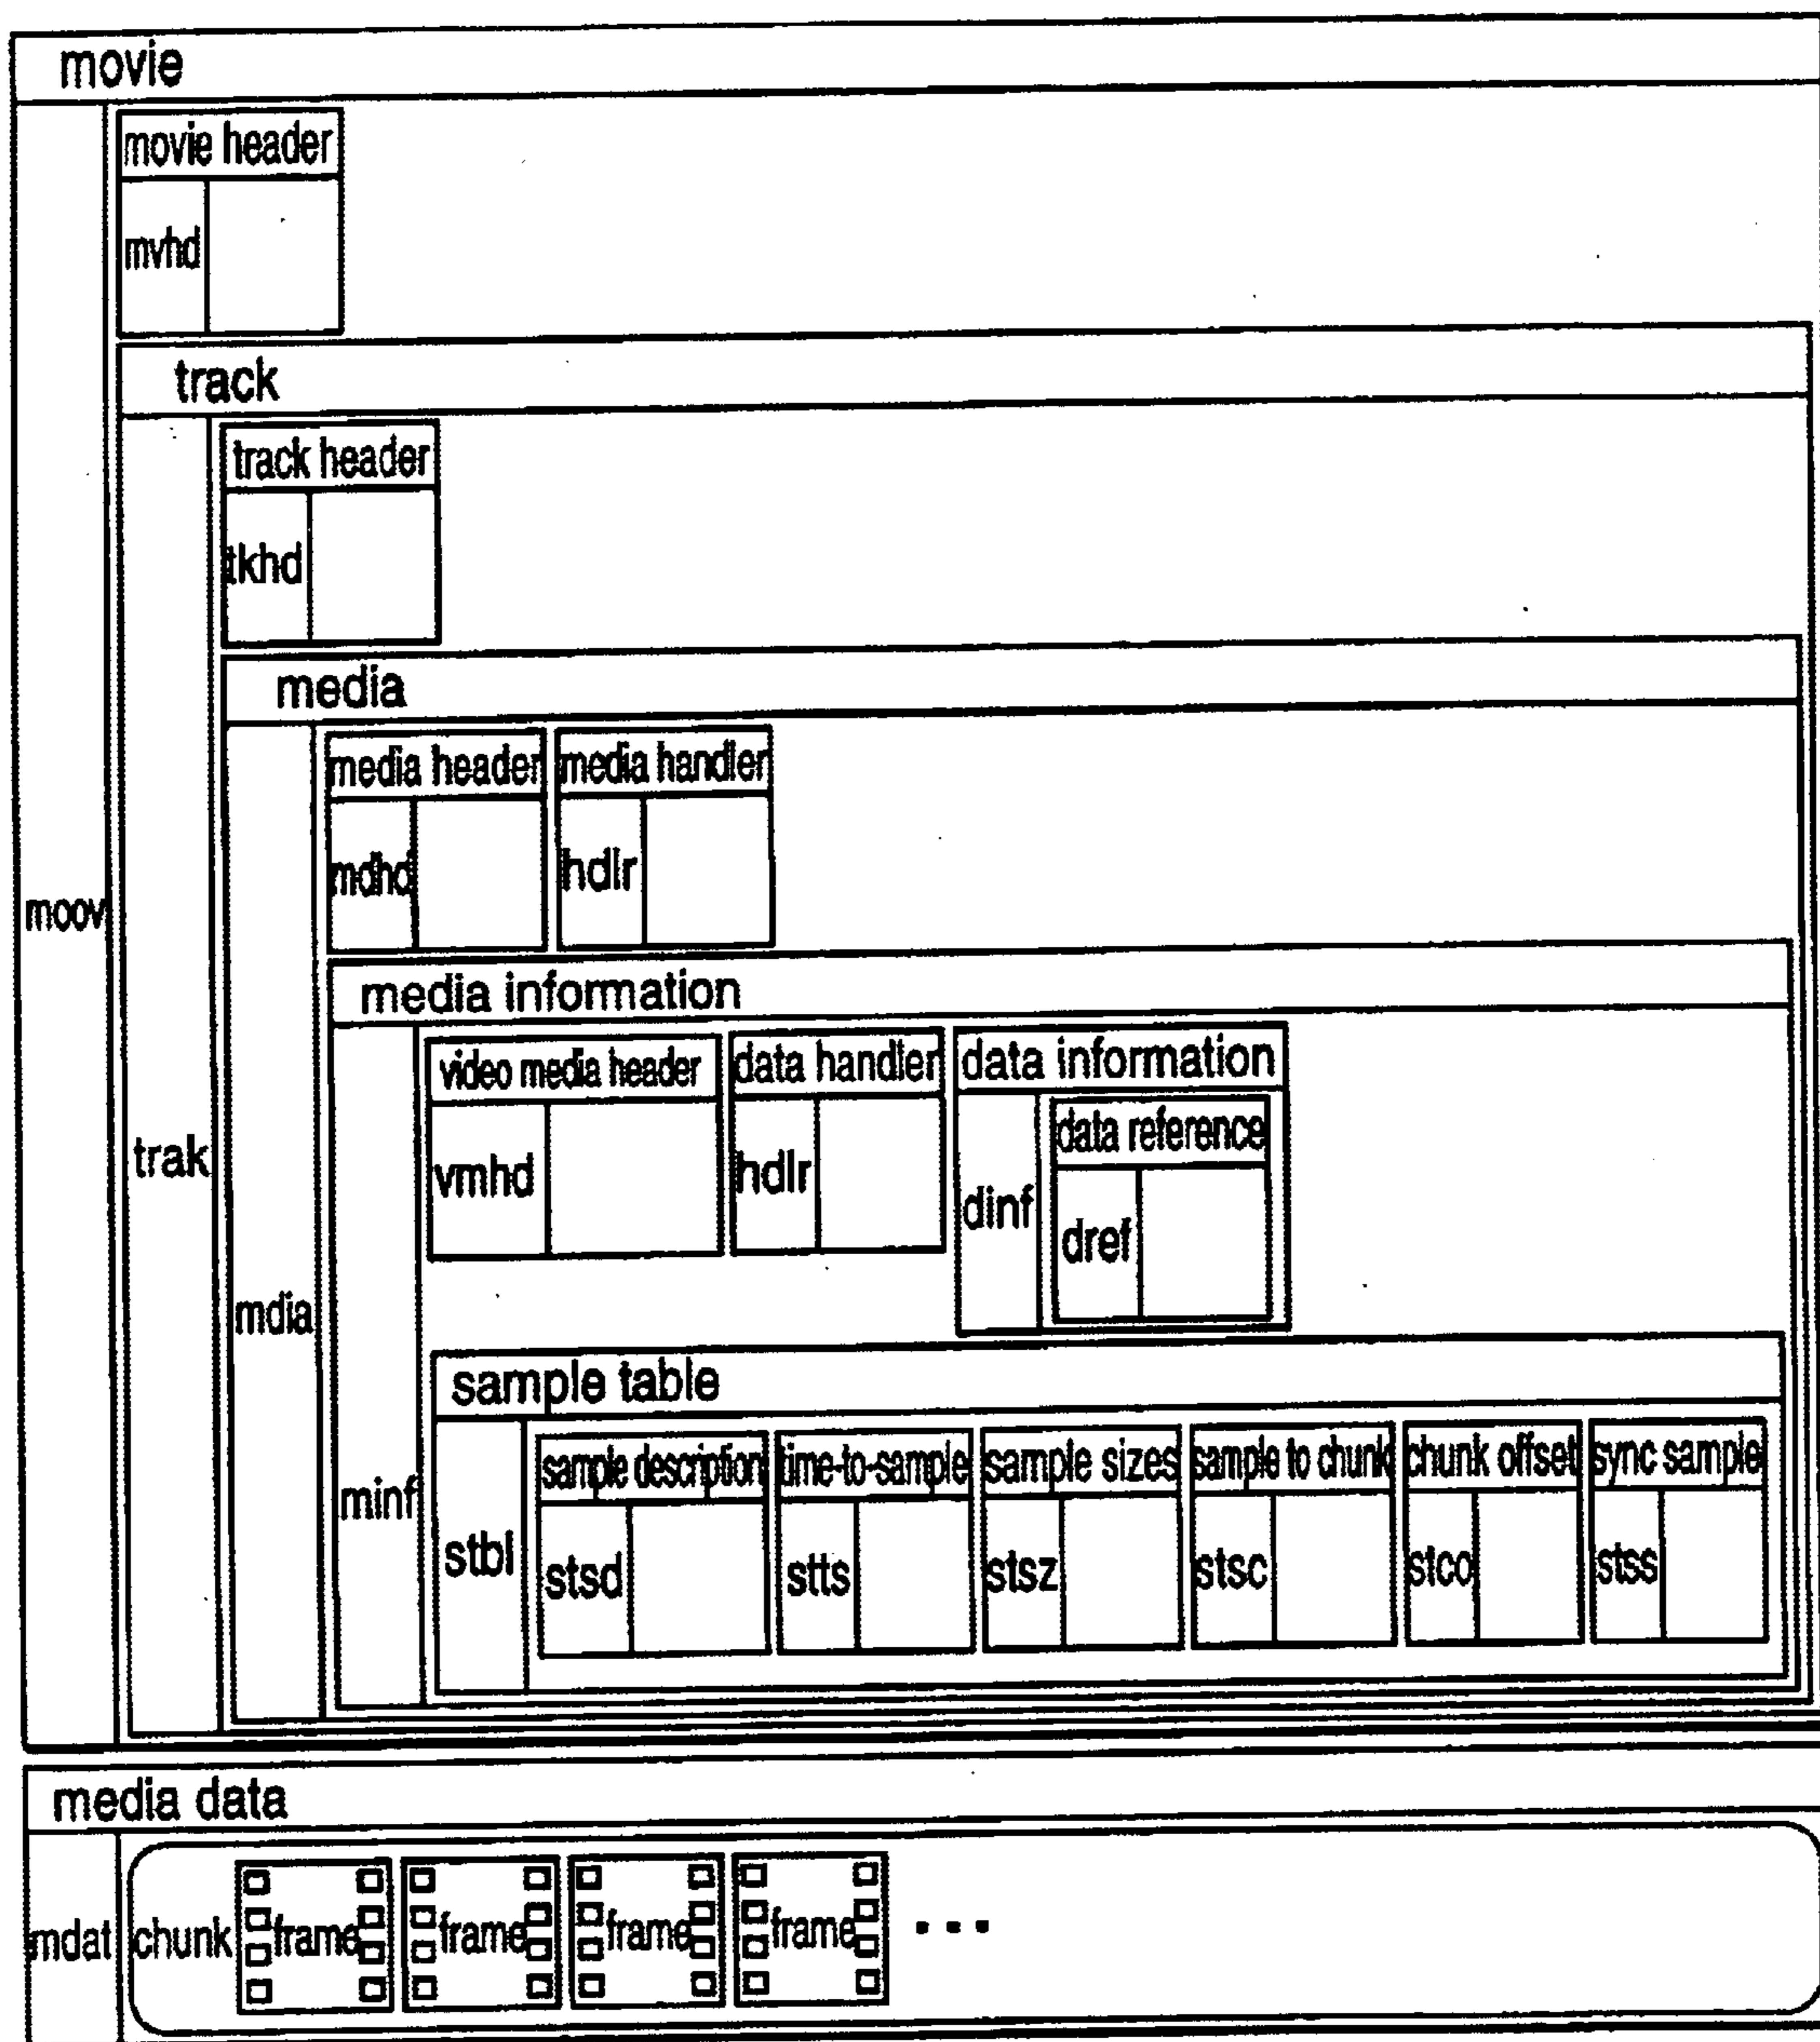 movie
movie header
mvhd
track
track header
tkhd
media
media header media handler
mdhd hdlr
moov
media information
video media header data handler data information
data reference
vmhd hdlr dinf dref
trak
mdia
sample table
sample description time-to-sample sample sizes sample to chunk chunk offset sync sample
minf
stbl stsd stts stsz stsc stco stss
media data
mdat chunk frame frame frame frame ...